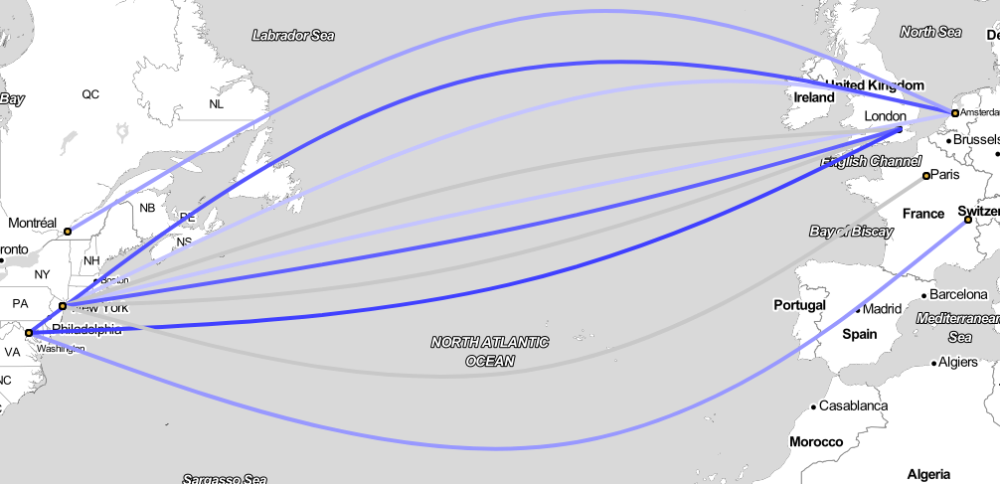 Labrador Sea
North Sea
De
Bay
QC
NL
United Kingdom
Ireland
London
Amsterda
Brussels
English Channel
Paris
NB
PE
Montréal
NS
France
Switzer
Bay of Biscay
ronto
NH
NY
Boston
PA
New York
Portugal
Barcelona
Madrid
Spain
Mediterranean
Sea
Philadelphia
Washington
VA
NORTH ATLANTIC
OCEAN
Algiers
NC
Casablanca
Morocco
Algeria
Sargasso Sea